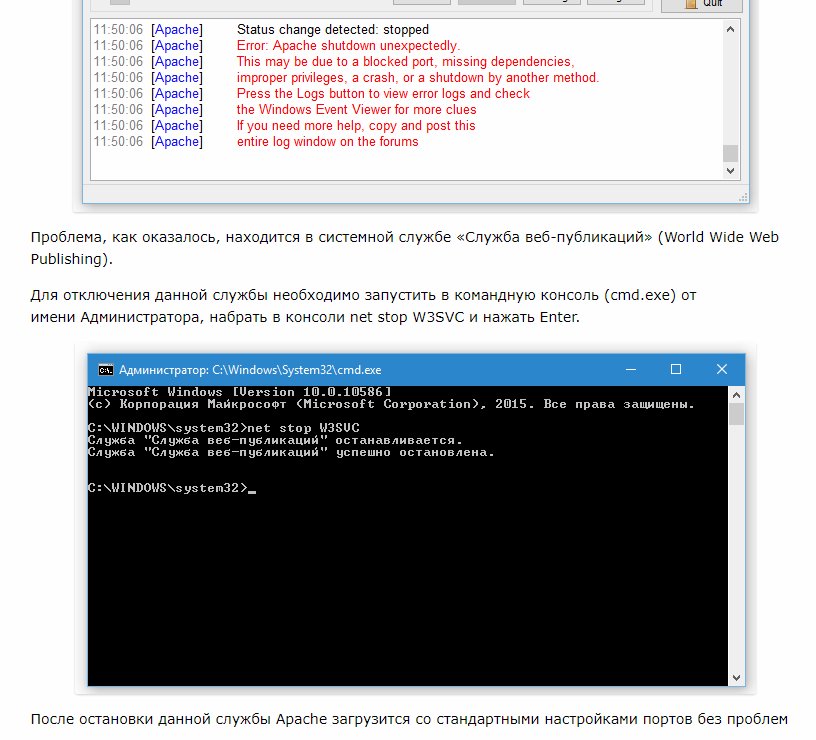 Quit
11:50:06 [Apache] Status change detected: stopped
11:50:06 [Apache] Error: Apache shutdown unexpectedly.
11:50:06 [Apache] This may be due to a blocked port, missing dependencies,
11:50:06 [Apache] improper privileges, a crash, or a shutdown by another method.
11:50:06 [Apache] Press the Logs button to view error logs and check
11:50:06 [Apache] the Windows Event Viewer for more clues
11:50:06 [Apache] If you need more help, copy and post this
11:50:06 [Apache] entire log window on the forums
Проблема, как оказалось, находится в системной службе «Служба веб-публикаций» (World Wide Web
Publishing).
Для отключения данной службы необходимо запустить в командную консоль (cmd.exe) от
имени Администратора, набрать в консоли net stop W3SVC и нажать Enter.
Администратор: C:\Windows\System32\cmd.exe
Microsoft Windows [Version 10.0.10586]
(c) Корпорация Майкрософт (Microsoft Corporation), 2015. Все права защищены.
C:\WINDOWS\system32>net stop W3SVC
Служба "Служба веб-публикаций" останавливается.
Служба "Служба веб-публикаций" успешно остановлена.
C:\WINDOWS\system32>_
После остановки данной службы Apache загрузится со стандартными настройками портов без проблем